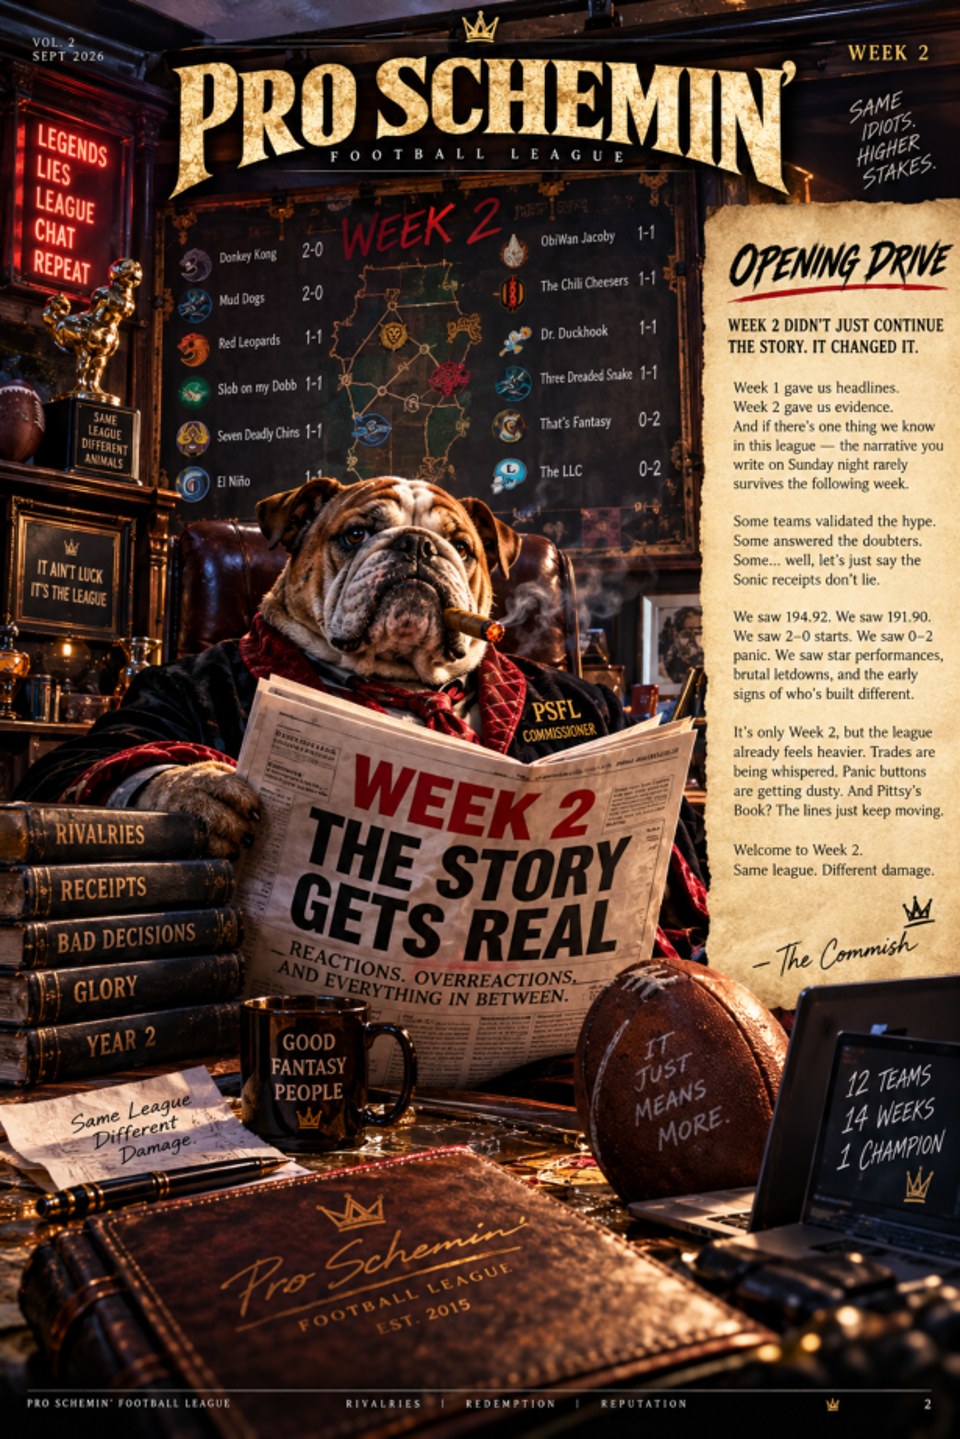 VOL. 2
SEPT 2026
WEEK 2
PRO SCHEMIN'
FOOTBALL LEAGUE
SAME
IDIOTS.
HIGHER
STAKES.
LEGENDS
LIES
LEAGUE
CHAT
REPEAT
WEEK 2
Donkey Kong 2-0
Mud Dogs 2-0
Red Leopards 1-1
Slob on my Dobb 1-1
Seven Deadly Chins 1-1
El Niño 1-1
ObiWan Jacoby 1-1
The Chili Cheesers 1-1
Dr. Duckhook 1-1
Three Dreaded Snake 1-1
That's Fantasy 0-2
The LLC 0-2
SAME
LEAGUE
DIFFERENT
ANIMALS
IT AIN'T LUCK
IT'S THE LEAGUE
OPENING DRIVE
WEEK 2 DIDN'T JUST CONTINUE
THE STORY. IT CHANGED IT.
Week 1 gave us headlines.
Week 2 gave us evidence.
And if there's one thing we know
in this league — the narrative you
write on Sunday night rarely
survives the following week.
Some teams validated the hype.
Some answered the doubters.
Some... well, let's just say the
Sonic receipts don't lie.
We saw 194.92. We saw 191.90.
We saw 2–0 starts. We saw 0–2
panic. We saw star performances,
brutal letdowns, and the early
signs of who's built different.
It's only Week 2, but the league
already feels heavier. Trades are
being whispered. Panic buttons
are getting dusty. And Pittsy's
Book? The lines just keep moving.
Welcome to Week 2.
Same league. Different damage.
— The Commish
PSFL
COMMISSIONER
WEEK 2
THE STORY
GETS REAL
REACTIONS, OVERREACTIONS,
AND EVERYTHING IN BETWEEN.
RIVALRIES
RECEIPTS
BAD DECISIONS
GLORY
YEAR 2
GOOD
FANTASY
PEOPLE
IT
JUST
MEANS
MORE.
12 TEAMS
14 WEEKS
1 CHAMPION
Same League
Different
Damage.
Pro Schemin'
FOOTBALL LEAGUE
EST. 2015
PRO SCHEMIN' FOOTBALL LEAGUE
RIVALRIES | REDEMPTION | REPUTATION
2